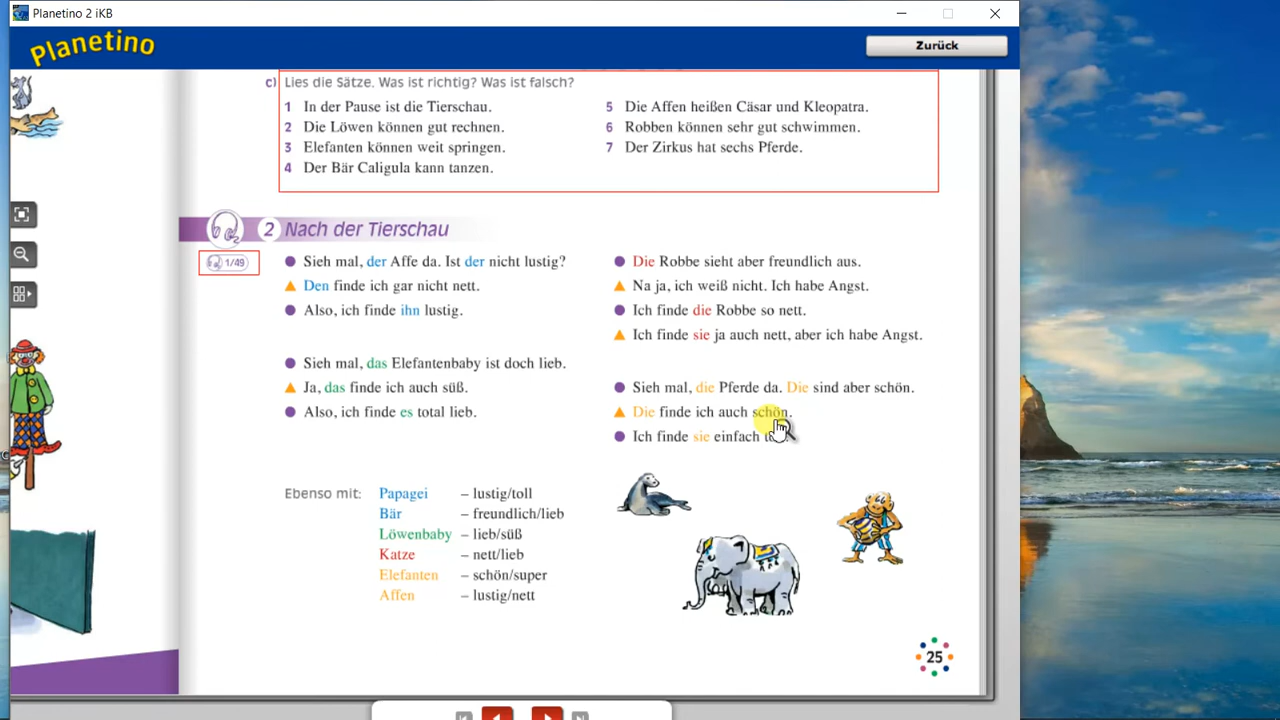 Planetino 2 iKB
Planetino
Zurück
c) Lies die Sätze. Was ist richtig? Was ist falsch?
1 In der Pause ist die Tierschau.
2 Die Löwen können gut rechnen.
3 Elefanten können weit springen.
4 Der Bär Caligula kann tanzen.
5 Die Affen heißen Cäsar und Kleopatra.
6 Robben können sehr gut schwimmen.
7 Der Zirkus hat sechs Pferde.
2 Nach der Tierschau
1/49
Sieh mal, der Affe da. Ist der nicht lustig?
Den finde ich gar nicht nett.
Also, ich finde ihn lustig.
Sieh mal, das Elefantenbaby ist doch lieb.
Ja, das finde ich auch süß.
Also, ich finde es total lieb.
Die Robbe sieht aber freundlich aus.
Na ja, ich weiß nicht. Ich habe Angst.
Ich finde die Robbe so nett.
Ich finde sie ja auch nett, aber ich habe Angst.
Sieh mal, die Pferde da. Die sind aber schön.
Die finde ich auch schön.
Ich finde sie einfach
Ebenso mit: Papagei – lustig/toll
Bär – freundlich/lieb
Löwenbaby – lieb/süß
Katze – nett/lieb
Elefanten – schön/super
Affen – lustig/nett
25